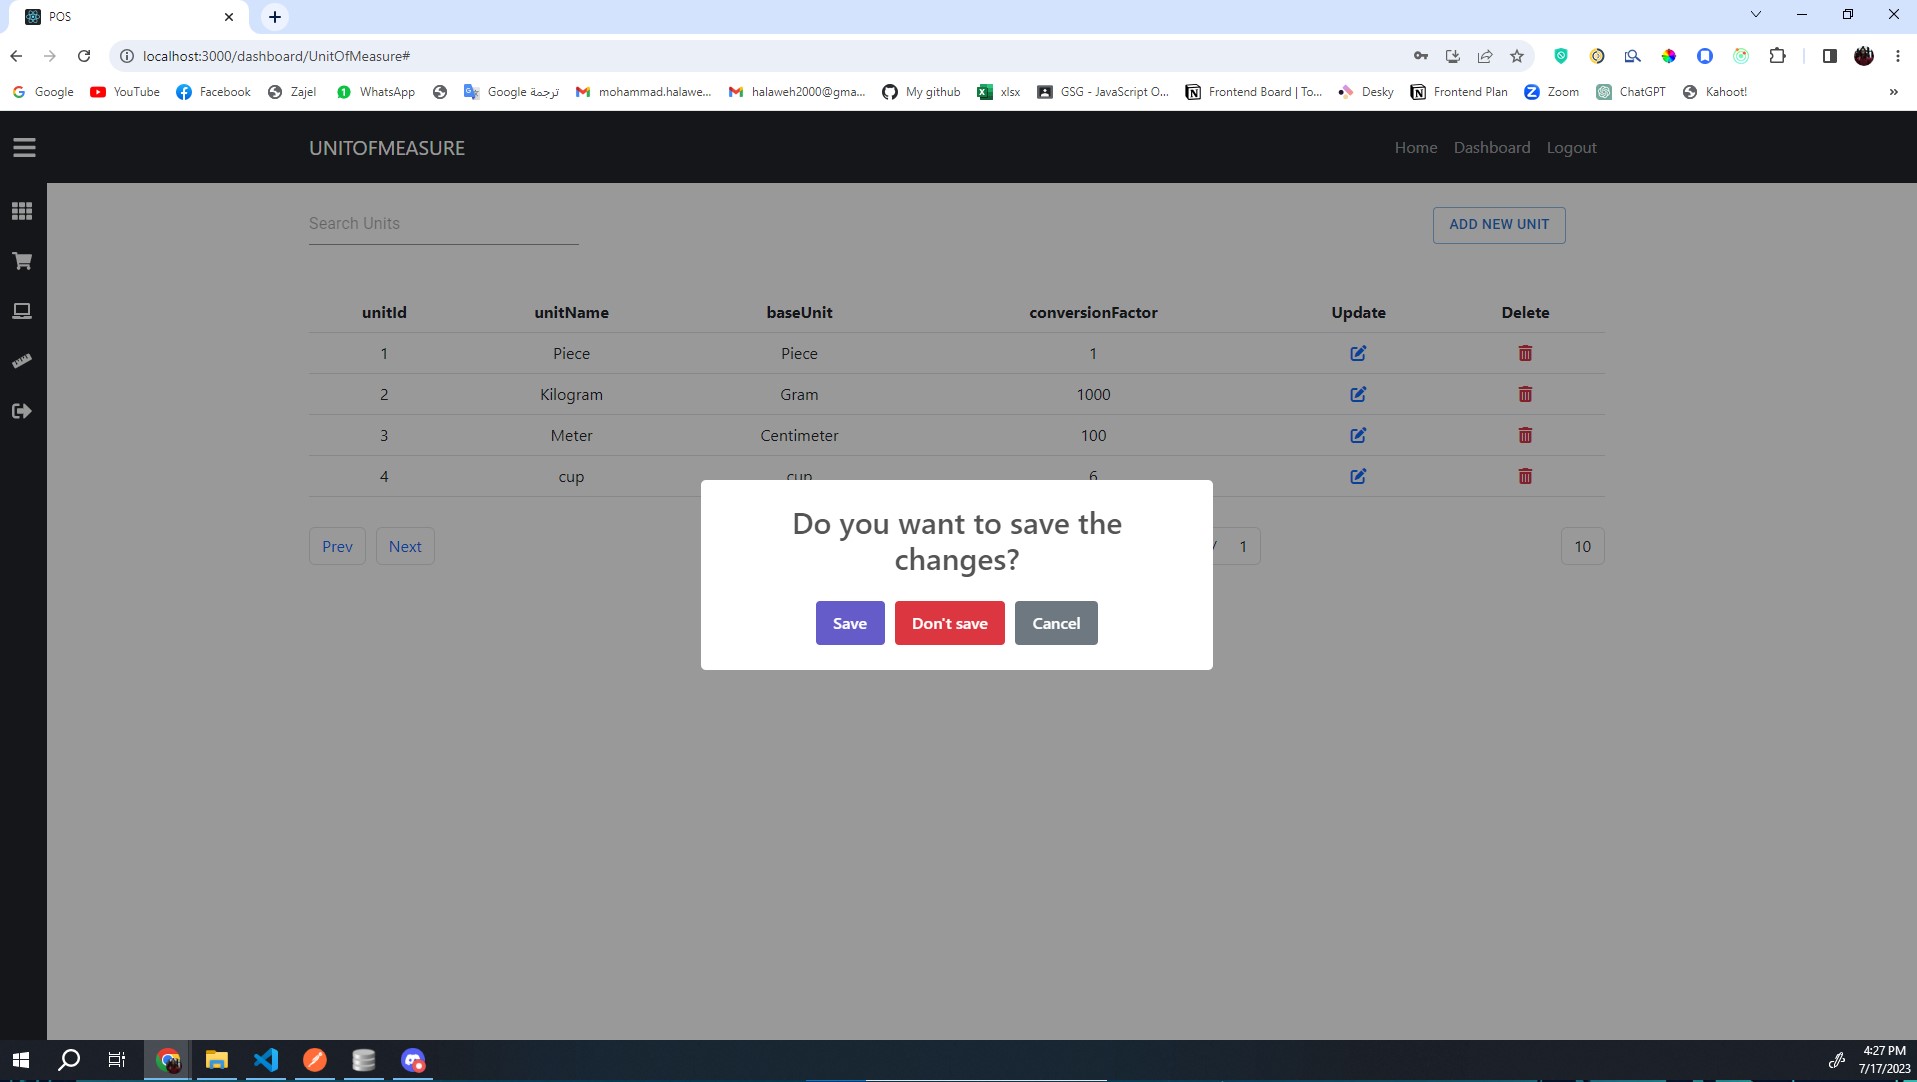 POS
localhost:3000/dashboard/UnitOfMeasure#
Google YouTube Facebook Zajel WhatsApp Google ترجمة mohammad.halawe... halaweh2000@gma... My github xlsx GSG - JavaScript O... Frontend Board | To... Desky Frontend Plan Zoom ChatGPT Kahoot! »
UNITOFMEASURE Home Dashboard Logout
Search Units ADD NEW UNIT
unitId unitName baseUnit conversionFactor Update Delete
1 Piece Piece 1
2 Kilogram Gram 1000
3 Meter Centimeter 100
4 cup cup 6
Do you want to save the
Prev Next / 1 10
changes?
Save Don't save Cancel
4:27 PM
7/17/2023